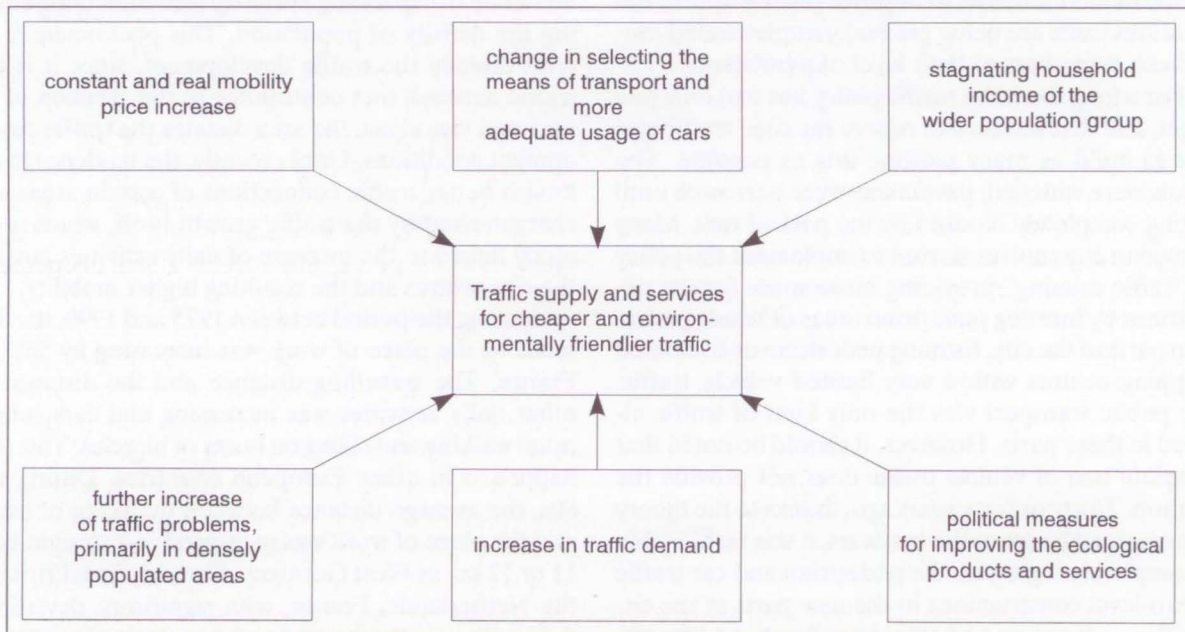 constant and real mobility
price increase
change in selecting the
means of transport and
more
adequate usage of cars
stagnating household
income of the
wider population group
Traffic supply and services
for cheaper and environ-
mentally friendlier traffic
further increase
of traffic problems,
primarily in densely
populated areas
increase in traffic demand
political measures
for improving the ecological
products and services